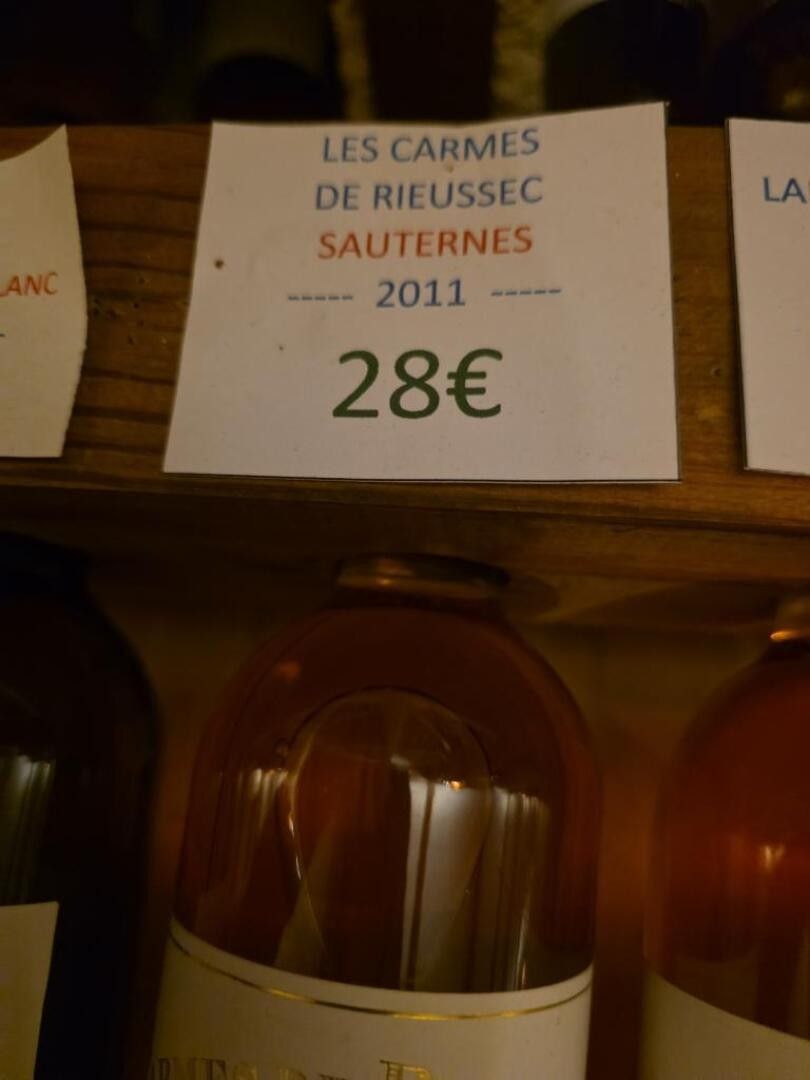 LES CARMES
DE RIEUSSEC
SAUTERNES
----- 2011 -----
28€
LANC
LA